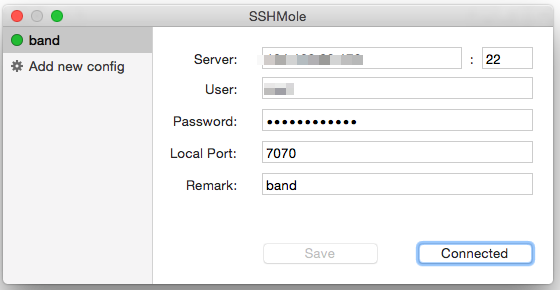 SSHMole
band
Add new config
Server:
: 22
User:
Password: ••••••••••••
Local Port: 7070
Remark: band
Save
Connected